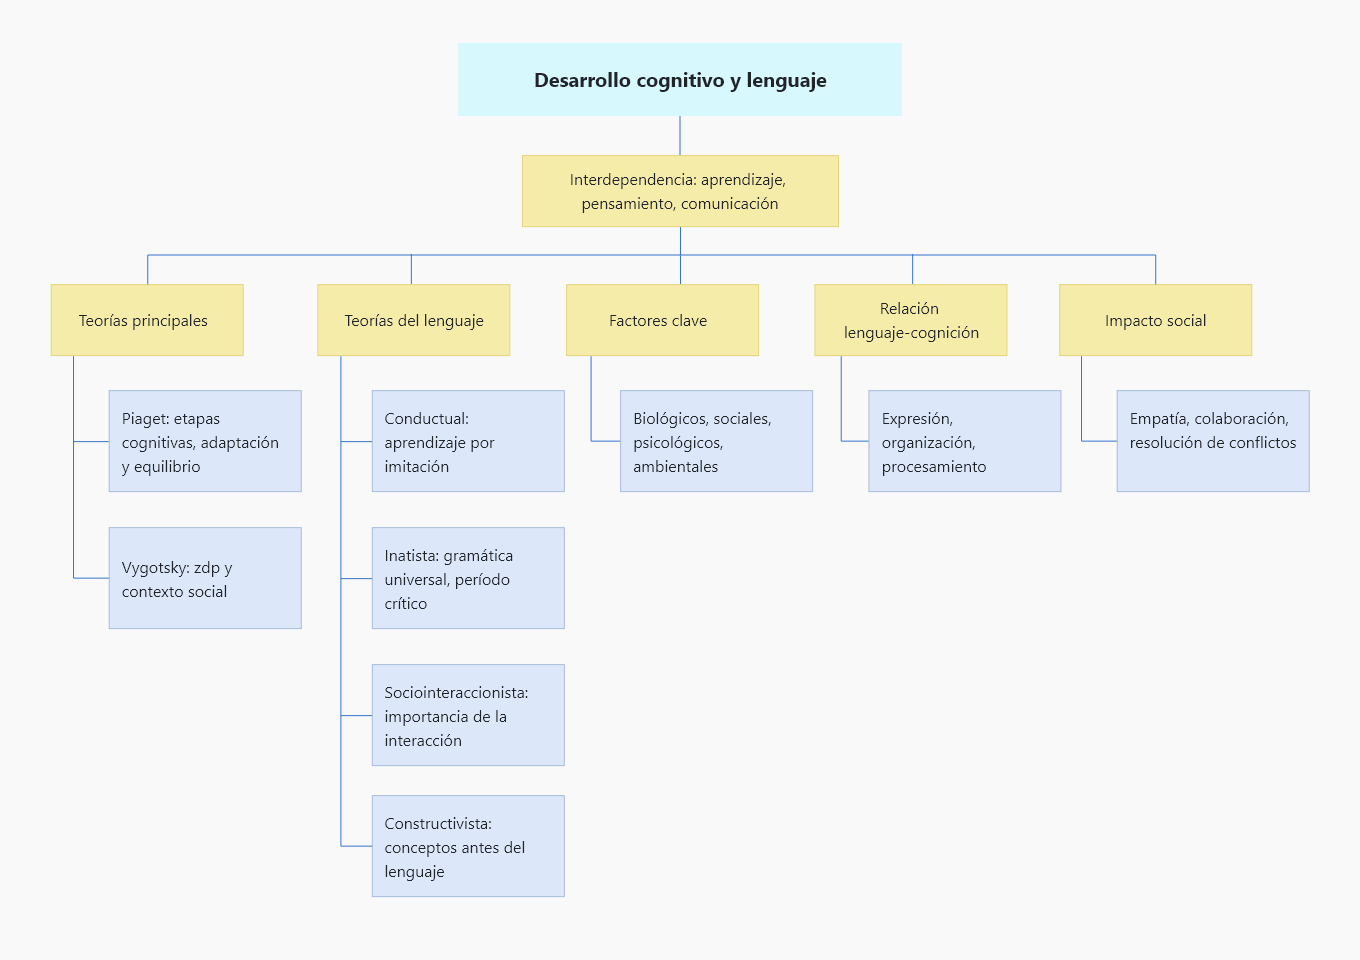 Desarrollo cognitivo y lenguaje
Interdependencia: aprendizaje,
pensamiento, comunicación
Teorías principales
Teorías del lenguaje
Factores clave
Relación
lenguaje-cognición
Impacto social
Piaget: etapas
cognitivas, adaptación
y equilibrio
Vygotsky: zdp y
contexto social
Conductual:
aprendizaje por
imitación
Inatista: gramática
universal, período
crítico
Sociointeraccionista:
importancia de la
interacción
Constructivista:
conceptos antes del
lenguaje
Biológicos, sociales,
psicológicos,
ambientales
Expresión,
organización,
procesamiento
Empatía, colaboración,
resolución de conflictos